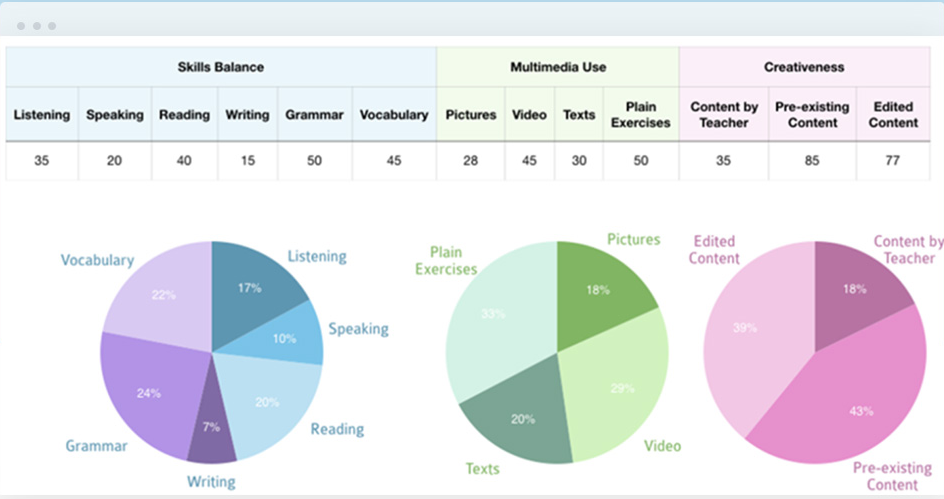 Skills Balance Multimedia Use Creativeness
Listening Speaking Reading Writing Grammar Vocabulary Pictures Video Texts Plain Exercises Content by Teacher Pre-existing Content Edited Content
35 20 40 15 50 45 28 45 30 50 35 85 77
Vocabulary
Listening
Speaking
Reading
Writing
Grammar
22%
17%
10%
20%
7%
24%
Plain
Exercises
Pictures
Video
Texts
33%
18%
29%
20%
Edited
Content
Content by
Teacher
Pre-existing
Content
39%
18%
43%